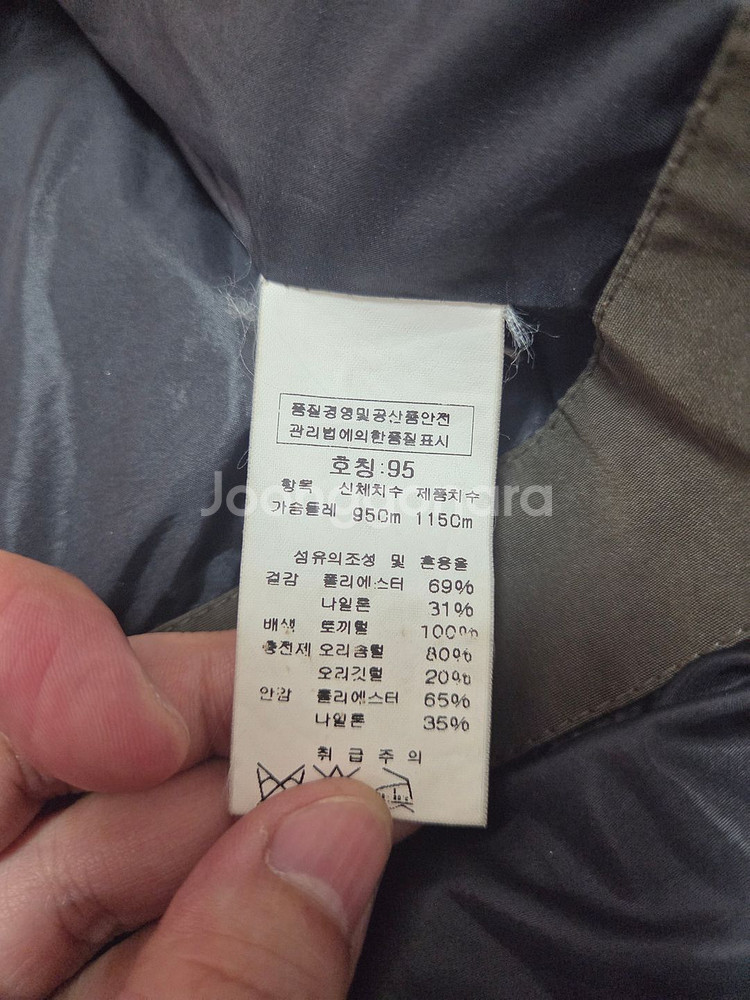 품질경영및공산품안전
관리법에의한품질표시
호칭:95
항목 신체치수 제품치수
가슴둘레 95Cm 115Cm
섬유의조성 및 혼용율
겉감 폴리에스터 69%
나일론 31%
배색 토끼털 100%
충전제 오리솜털 80%
오리깃털 20%
안감 폴리에스터 65%
나일론 35%
취급주의
Joonggonara